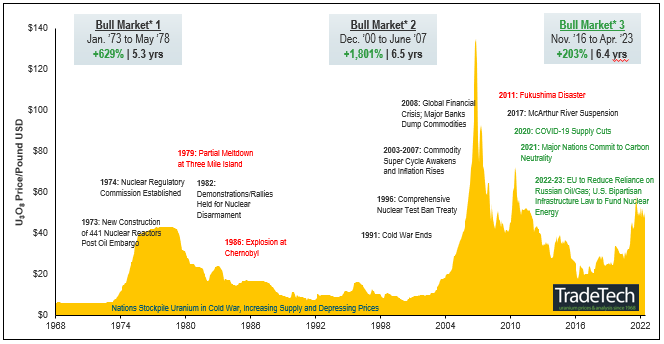 Bull Market* 1
Jan. '73 to May '78
+629% | 5.3 yrs
Bull Market* 2
Dec. '00 to June '07
+1,801% | 6.5 yrs
Bull Market* 3
Nov. '16 to Apr. '23
+203% | 6.4 yrs
U3O8 Price/Pound USD
$140
$120
$100
$80
$60
$40
$20
$0
1973: New Construction
of 441 Nuclear Reactors
Post Oil Embargo
1974: Nuclear Regulatory
Commission Established
1979: Partial Meltdown
at Three Mile Island
1982:
Demonstrations/Rallies
Held for Nuclear
Disarmament
1986: Explosion at
Chernobyl
1991: Cold War Ends
1996: Comprehensive
Nuclear Test Ban Treaty
2003-2007: Commodity
Super Cycle Awakens
and Inflation Rises
2008: Global Financial
Crisis; Major Banks
Dump Commodities
2011: Fukushima Disaster
2017: McArthur River Suspension
2020: COVID-19 Supply Cuts
2021: Major Nations Commit to Carbon
Neutrality
2022-23: EU to Reduce Reliance on
Russian Oil/Gas; U.S. Bipartisan
Infrastructure Law to Fund Nuclear
Energy
Nations Stockpile Uranium in Cold War, Increasing Supply and Depressing Prices
TradeTech
1968
1974
1980
1986
1992
1998
2004
2010
2016
2022